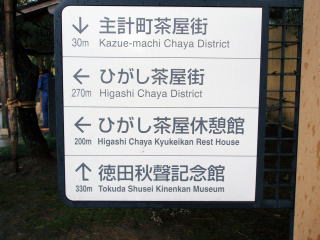 ↓ 主計町茶屋街
30m Kazue-machi Chaya District
← ひがし茶屋街
270m Higashi Chaya District
← ひがし茶屋休憩館
200m Higashi Chaya Kyukeikan Rest House
↑ 徳田秋聲記念館
330m Tokuda Shusei Kinenkan Museum